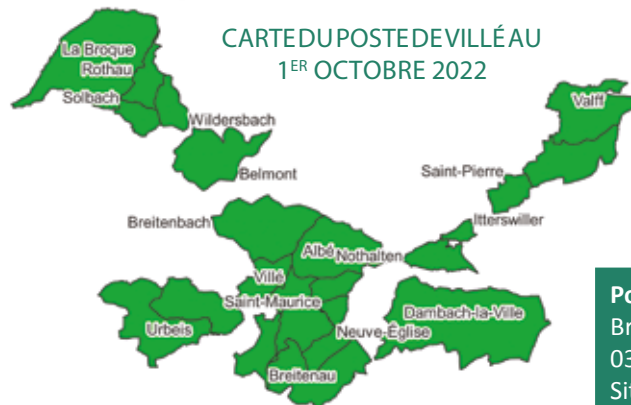 CARTE DU POSTE DE VILLÉ AU
1ER OCTOBRE 2022
La Broque
Rothau
Solbach
Wildersbach
Belmont
Valff
Saint-Pierre
Itterswiller
Breitenbach
Albé
Nothalten
Villé
Saint-Maurice
Urbeis
Dambach-la-Ville
Neuve-Église
Breitenau